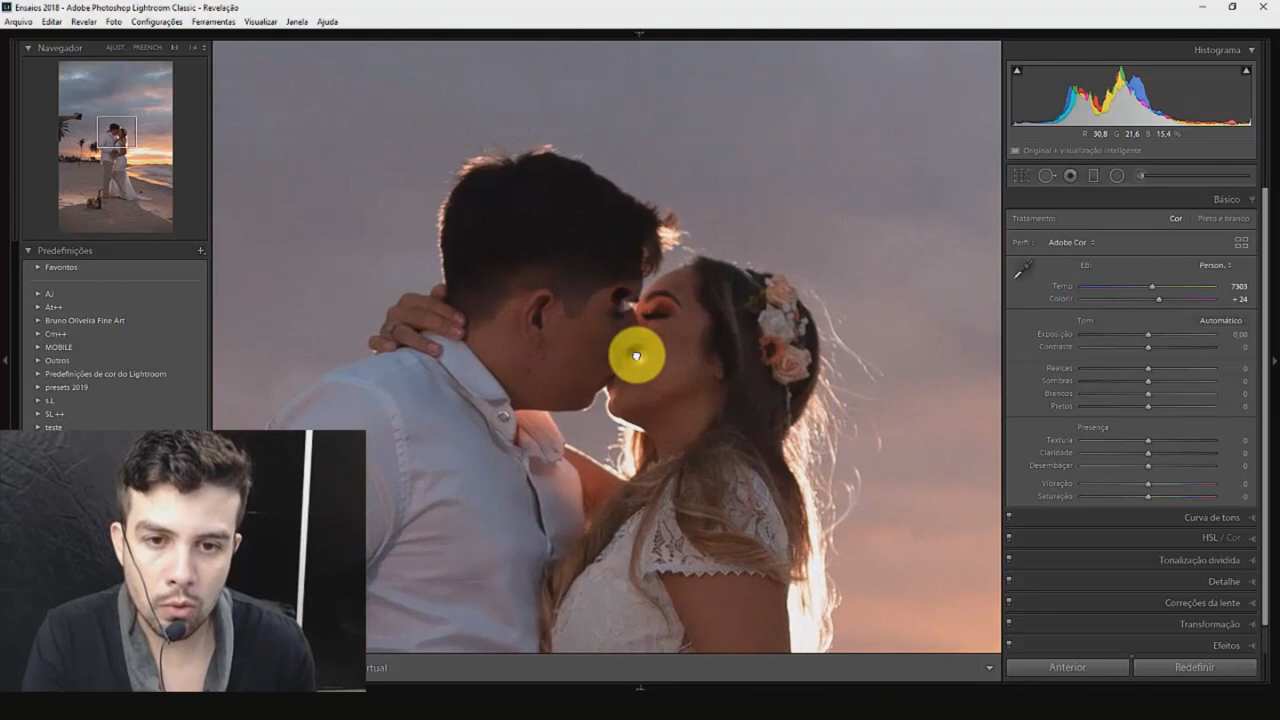 Ensaios 2018 - Adobe Photoshop Lightroom Classic - Revelação
Arquivo Editar Revelar Foto Configurações Ferramentas Visualizar Janela Ajuda
Navegador AJUST. PREENCH. 1:1
Predefinições +
Favoritos
AJ
At++
Bruno Oliveira Fine Art
Cm++
MOBILE
Outros
Predefinições de cor do Lightroom
presets 2019
s.L
SL ++
teste
rtual
Histograma
R 30,8 G 21,6 B 15,4 %
Original + visualização inteligente
Básico
Tratamento: Cor Preto e branco
Perfil: Adobe Cor
EB: Person.
Temp 7303
Colorir + 24
Tom Automático
Exposição 0,00
Contraste 0
Realces 0
Sombras 0
Brancos 0
Pretos 0
Presença
Textura 0
Claridade 0
Desembaçar 0
Vibração 0
Saturação 0
Curva de tons
HSL / Cor
Tonalização dividida
Detalhe
Correções da lente
Transformação
Efeitos
Anterior Redefinir